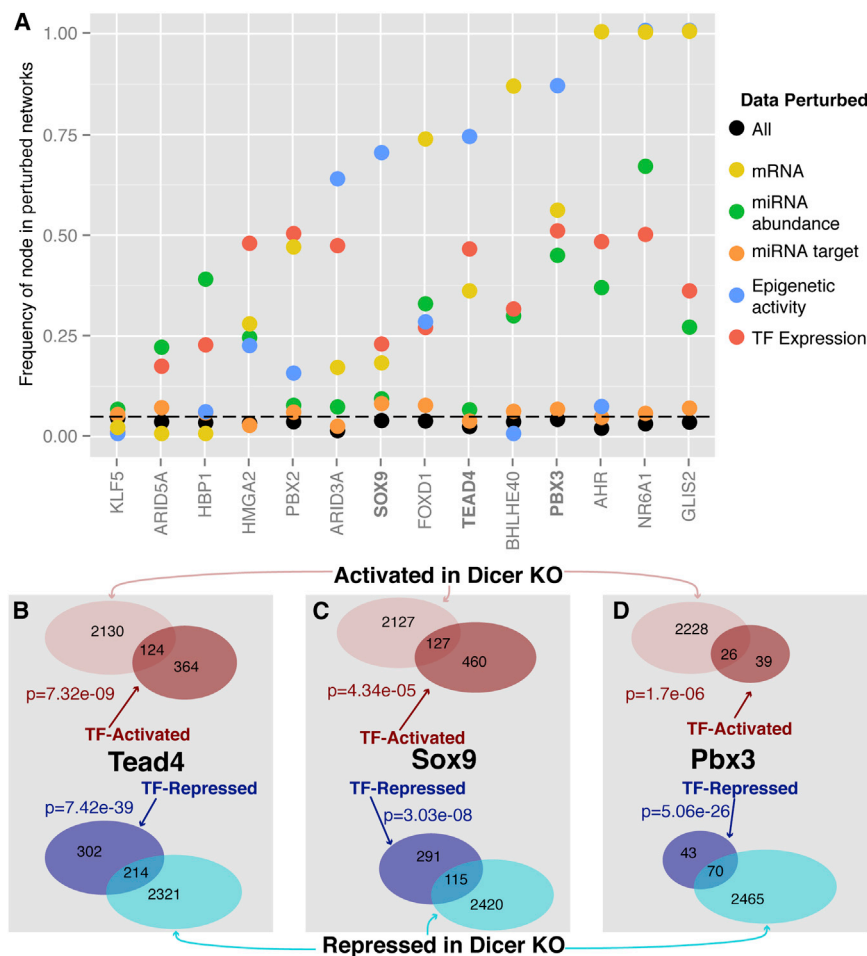 A
Frequency of node in perturbed networks
1.00
0.75
0.50
0.25
0.00
KLF5
ARID5A
HBP1
HMGA2
PBX2
ARID3A
SOX9
FOXD1
TEAD4
BHLHE40
PBX3
AHR
NR6A1
GLIS2
Data Perturbed
All
mRNA
miRNA
abundance
miRNA target
Epigenetic
activity
TF Expression
Activated in Dicer KO
B
2130
124
364
p=7.32e-09
TF-Activated
Tead4
TF-Repressed
p=7.42e-39
302
214
2321
C
2127
127
460
p=4.34e-05
TF-Activated
Sox9
TF-Repressed
p=3.03e-08
291
115
2420
D
2228
26
39
p=1.7e-06
TF-Activated
Pbx3
TF-Repressed
p=5.06e-26
43
70
2465
Repressed in Dicer KO